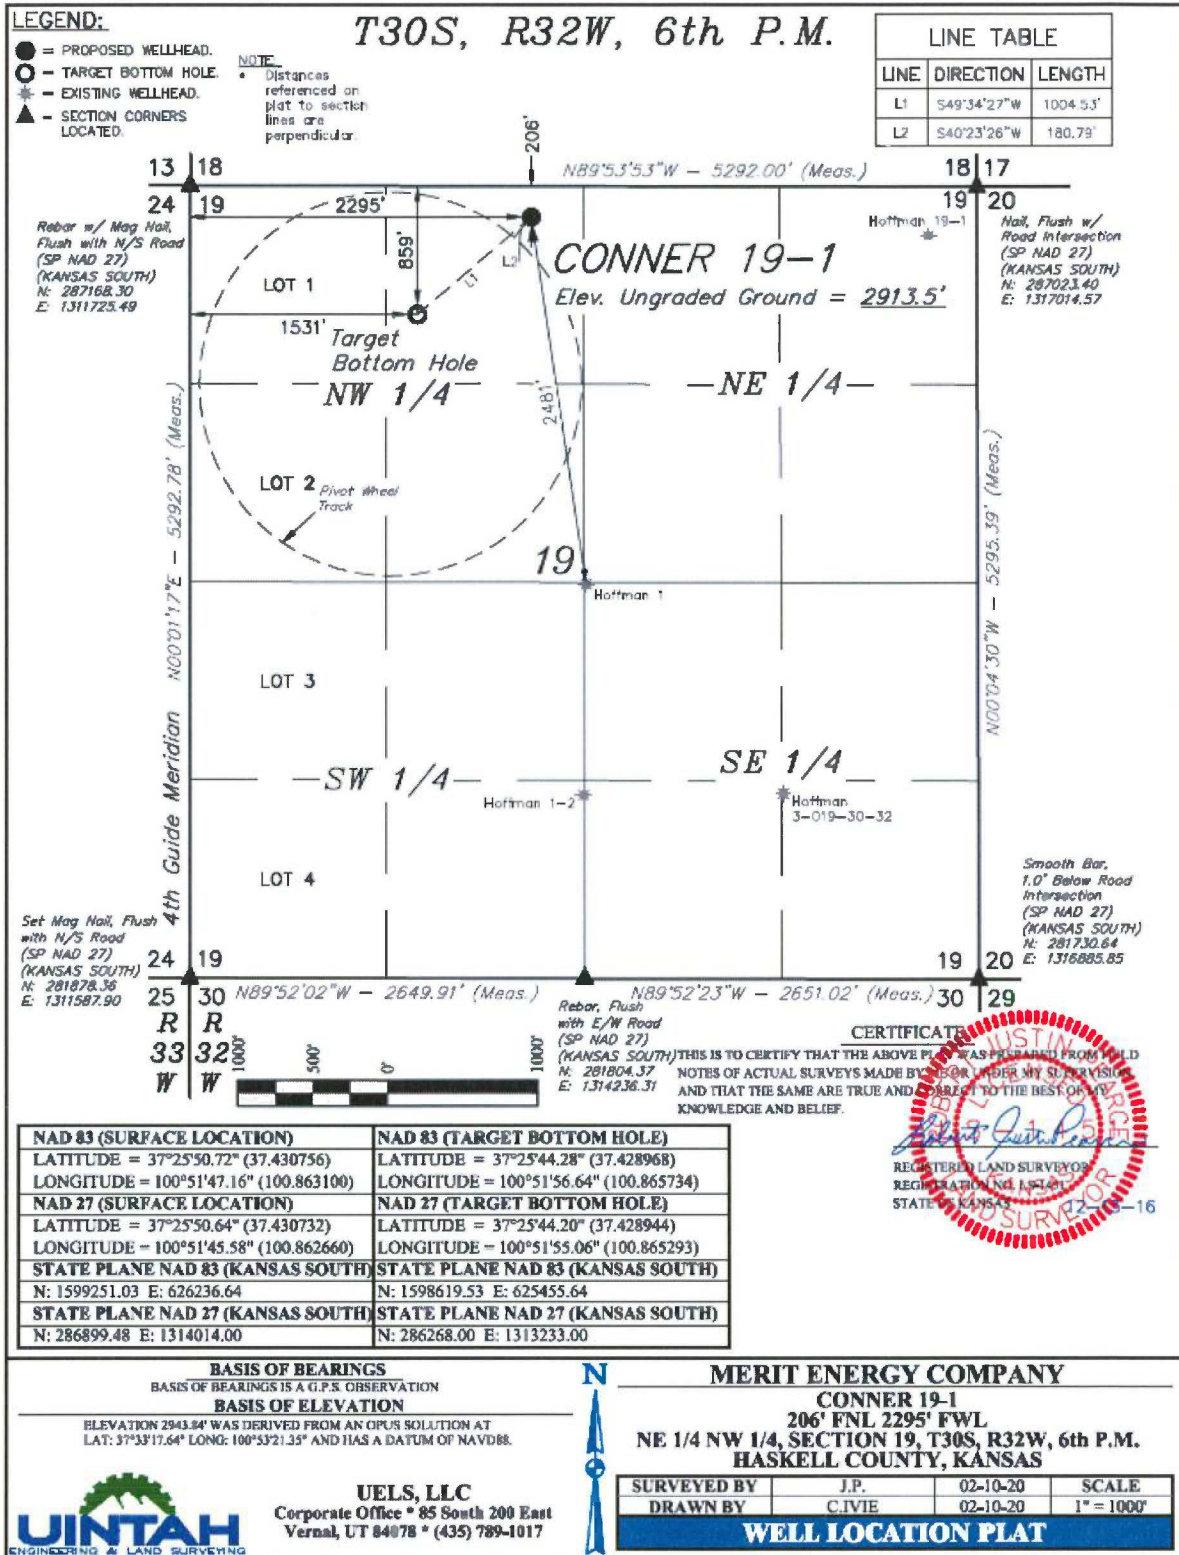 LEGEND:
= PROPOSED WELLHEAD.
= TARGET BOTTOM HOLE.
= EXISTING WELLHEAD.
= SECTION CORNERS
LOCATED.
NOTE:
• Distances
referenced on
plat to section
lines are
perpendicular.
T30S, R32W, 6th P.M.
LINE TABLE
LINE DIRECTION LENGTH
L1 S49°34'27"W 1004.53'
L2 S40°23'26"W 180.79'
206'
N89°53'53"W – 5292.00' (Meas.)
13 18
24 19
18 17
19 20
Rebar w/ Mag Nail,
Flush with N/S Road
(SP NAD 27)
(KANSAS SOUTH)
N: 287168.30
E: 1311725.49
2295'
859'
L1
L2
LOT 1
1531'
Target
Bottom Hole
CONNER 19-1
Elev. Ungraded Ground = 2913.5'
Hoffman 19-1
Nail, Flush w/
Road Intersection
(SP NAD 27)
(KANSAS SOUTH)
N: 287023.40
E: 1317014.57
NW 1/4
NE 1/4
2481'
LOT 2
Pivot Wheel
Track
19
Hoffman 1
4th Guide Meridian N00°01'17"E – 5292.78' (Meas.)
N00°04'30"W – 5295.39' (Meas.)
LOT 3
SW 1/4
SE 1/4
Hoffman 1-2
Hoffman
3-019-30-32
LOT 4
Set Mag Nail, Flush
with N/S Road
(SP NAD 27)
(KANSAS SOUTH)
N: 281878.36
E: 1311587.90
24 19
25 30
R R
33 32
W W
Smooth Bar,
1.0' Below Road
Intersection
(SP NAD 27)
(KANSAS SOUTH)
N: 281730.64
E: 1316885.85
19 20
30 29
N89°52'02"W – 2649.91' (Meas.)
N89°52'23"W – 2651.02' (Meas.)
Rebar, Flush
with E/W Road
(SP NAD 27)
(KANSAS SOUTH)
N: 281804.37
E: 1314236.31
1000' 500' 0' 1000'
CERTIFICATE
THIS IS TO CERTIFY THAT THE ABOVE PLAT WAS PREPARED FROM FIELD
NOTES OF ACTUAL SURVEYS MADE BY ME OR UNDER MY SUPERVISION
AND THAT THE SAME ARE TRUE AND CORRECT TO THE BEST OF MY
KNOWLEDGE AND BELIEF.
JUSTIN
LICENSED
KANSAS
LAND SURVEYOR
REGISTERED LAND SURVEYOR
REGISTRATION NO.
STATE OF KANSAS
NAD 83 (SURFACE LOCATION) NAD 83 (TARGET BOTTOM HOLE)
LATITUDE = 37°25'50.72" (37.430756) LATITUDE = 37°25'44.28" (37.428968)
LONGITUDE = 100°51'47.16" (100.863100) LONGITUDE = 100°51'56.64" (100.865734)
NAD 27 (SURFACE LOCATION) NAD 27 (TARGET BOTTOM HOLE)
LATITUDE = 37°25'50.64" (37.430732) LATITUDE = 37°25'44.20" (37.428944)
LONGITUDE = 100°51'45.58" (100.862660) LONGITUDE = 100°51'55.06" (100.865293)
STATE PLANE NAD 83 (KANSAS SOUTH) STATE PLANE NAD 83 (KANSAS SOUTH)
N: 1599251.03 E: 626236.64 N: 1598619.53 E: 625455.64
STATE PLANE NAD 27 (KANSAS SOUTH) STATE PLANE NAD 27 (KANSAS SOUTH)
N: 286899.48 E: 1314014.00 N: 286268.00 E: 1313233.00
BASIS OF BEARINGS
BASIS OF BEARINGS IS A G.P.S. OBSERVATION
BASIS OF ELEVATION
ELEVATION 2943.84' WAS DERIVED FROM AN OPUS SOLUTION AT
LAT: 37°33'17.64" LONG: 100°53'21.35" AND HAS A DATUM OF NAVD88.
UINTAH
ENGINEERING & LAND SURVEYING
UELS, LLC
Corporate Office * 85 South 200 East
Vernal, UT 84078 * (435) 789-1017
N
MERIT ENERGY COMPANY
CONNER 19-1
206' FNL 2295' FWL
NE 1/4 NW 1/4, SECTION 19, T30S, R32W, 6th P.M.
HASKELL COUNTY, KANSAS
SURVEYED BY J.P. 02-10-20 SCALE
DRAWN BY C.IVIE 02-10-20 1" = 1000'
WELL LOCATION PLAT